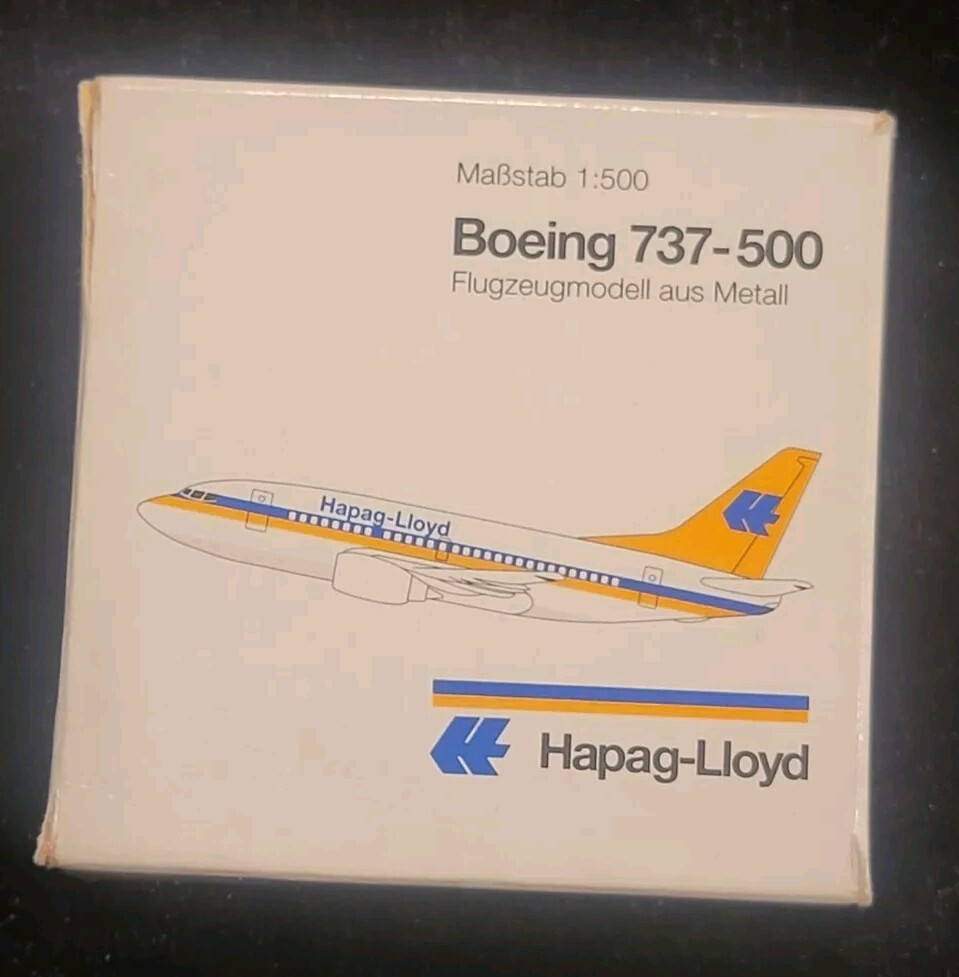 Maßstab 1:500
Boeing 737-500
Flugzeugmodell aus Metall
Hapag-Lloyd
Hapag-Lloyd